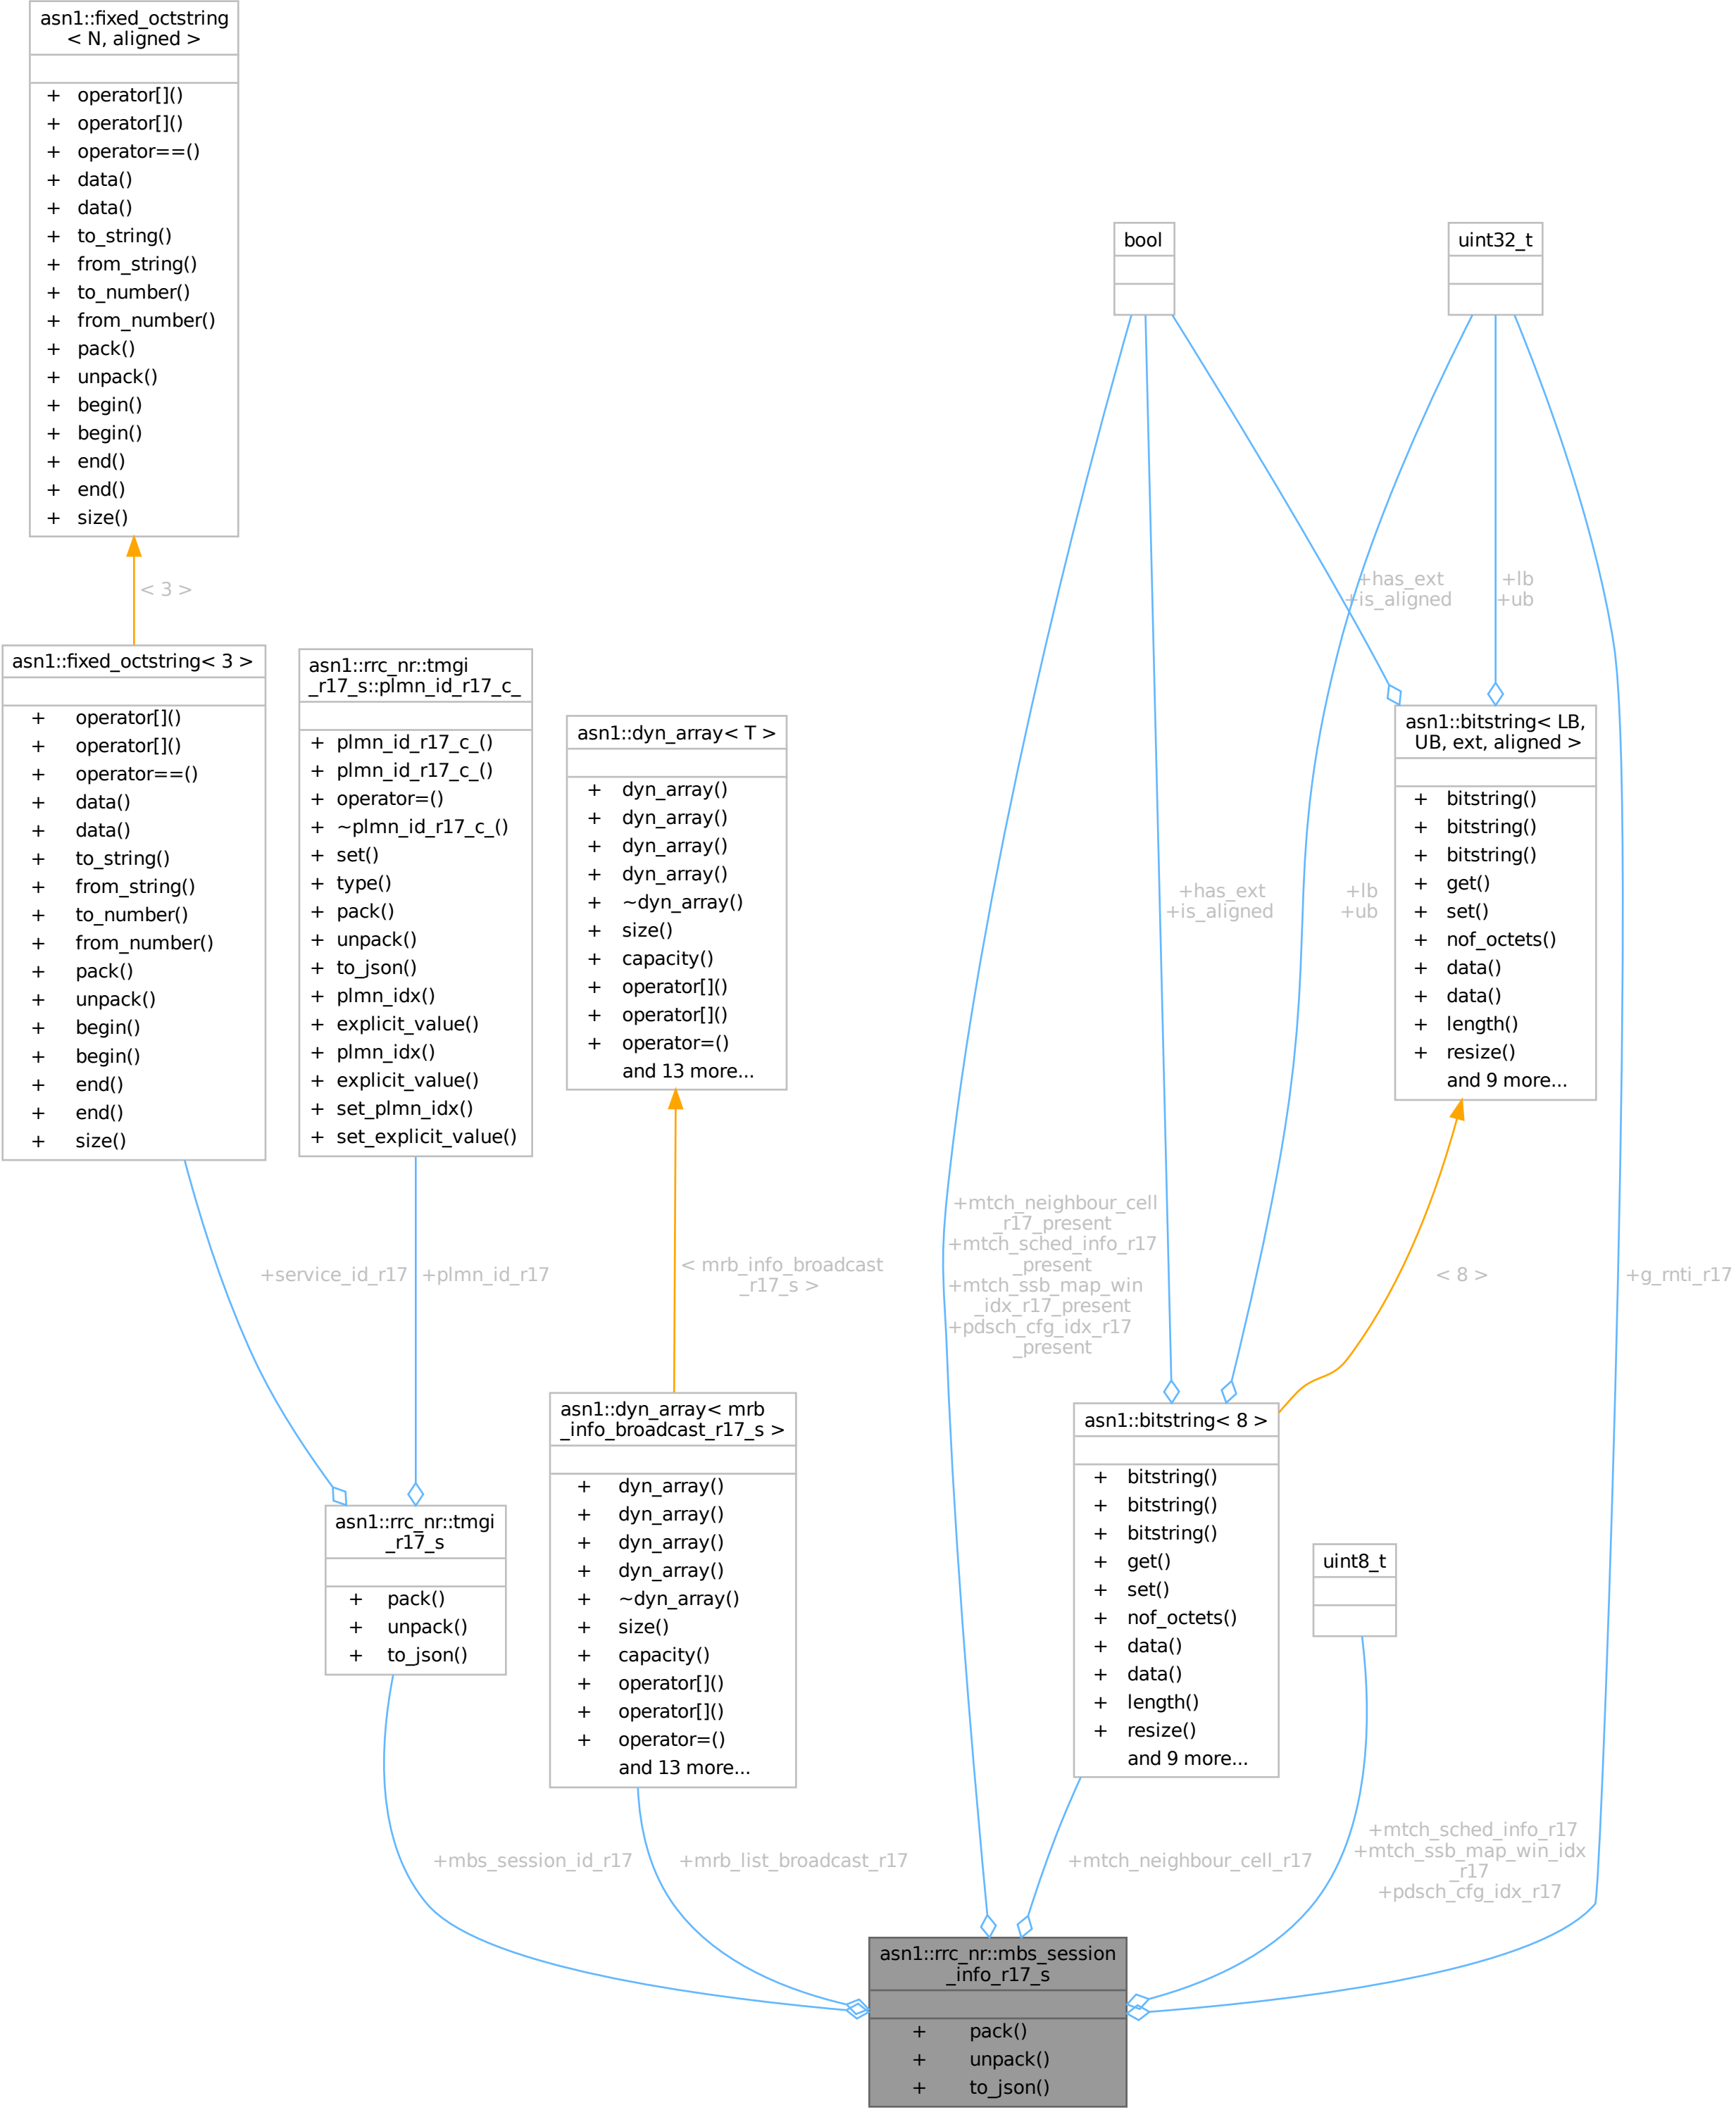 asn1::fixed_octstring
< N, aligned >
+ operator[]()
+ operator[]()
+ operator==()
+ data()
+ data()
+ to_string()
+ from_string()
+ to_number()
+ from_number()
+ pack()
+ unpack()
+ begin()
+ begin()
+ end()
+ end()
+ size()
< 3 >
asn1::fixed_octstring< 3 >
+ operator[]()
+ operator[]()
+ operator==()
+ data()
+ data()
+ to_string()
+ from_string()
+ to_number()
+ from_number()
+ pack()
+ unpack()
+ begin()
+ begin()
+ end()
+ end()
+ size()
+service_id_r17
asn1::rrc_nr::tmgi
_r17_s::plmn_id_r17_c_
+ plmn_id_r17_c_()
+ plmn_id_r17_c_()
+ operator=()
+ ~plmn_id_r17_c_()
+ set()
+ type()
+ pack()
+ unpack()
+ to_json()
+ plmn_idx()
+ explicit_value()
+ plmn_idx()
+ explicit_value()
+ set_plmn_idx()
+ set_explicit_value()
+plmn_id_r17
asn1::rrc_nr::tmgi
_r17_s
+ pack()
+ unpack()
+ to_json()
+mbs_session_id_r17
asn1::dyn_array< T >
+ dyn_array()
+ dyn_array()
+ dyn_array()
+ dyn_array()
+ ~dyn_array()
+ size()
+ capacity()
+ operator[]()
+ operator[]()
+ operator=()
and 13 more...
< mrb_info_broadcast
_r17_s >
asn1::dyn_array< mrb
_info_broadcast_r17_s >
+ dyn_array()
+ dyn_array()
+ dyn_array()
+ dyn_array()
+ ~dyn_array()
+ size()
+ capacity()
+ operator[]()
+ operator[]()
+ operator=()
and 13 more...
+mrb_list_broadcast_r17
bool
uint32_t
+has_ext
+is_aligned
+lb
+ub
asn1::bitstring< LB,
UB, ext, aligned >
+ bitstring()
+ bitstring()
+ bitstring()
+ get()
+ set()
+ nof_octets()
+ data()
+ data()
+ length()
+ resize()
and 9 more...
+has_ext
+is_aligned
+lb
+ub
+mtch_neighbour_cell
_r17_present
+mtch_sched_info_r17
_present
+mtch_ssb_map_win
_idx_r17_present
+pdsch_cfg_idx_r17
_present
< 8 >
+g_rnti_r17
asn1::bitstring< 8 >
+ bitstring()
+ bitstring()
+ bitstring()
+ get()
+ set()
+ nof_octets()
+ data()
+ data()
+ length()
+ resize()
and 9 more...
+mtch_neighbour_cell_r17
uint8_t
+mtch_sched_info_r17
+mtch_ssb_map_win_idx
_r17
+pdsch_cfg_idx_r17
asn1::rrc_nr::mbs_session
_info_r17_s
+ pack()
+ unpack()
+ to_json()